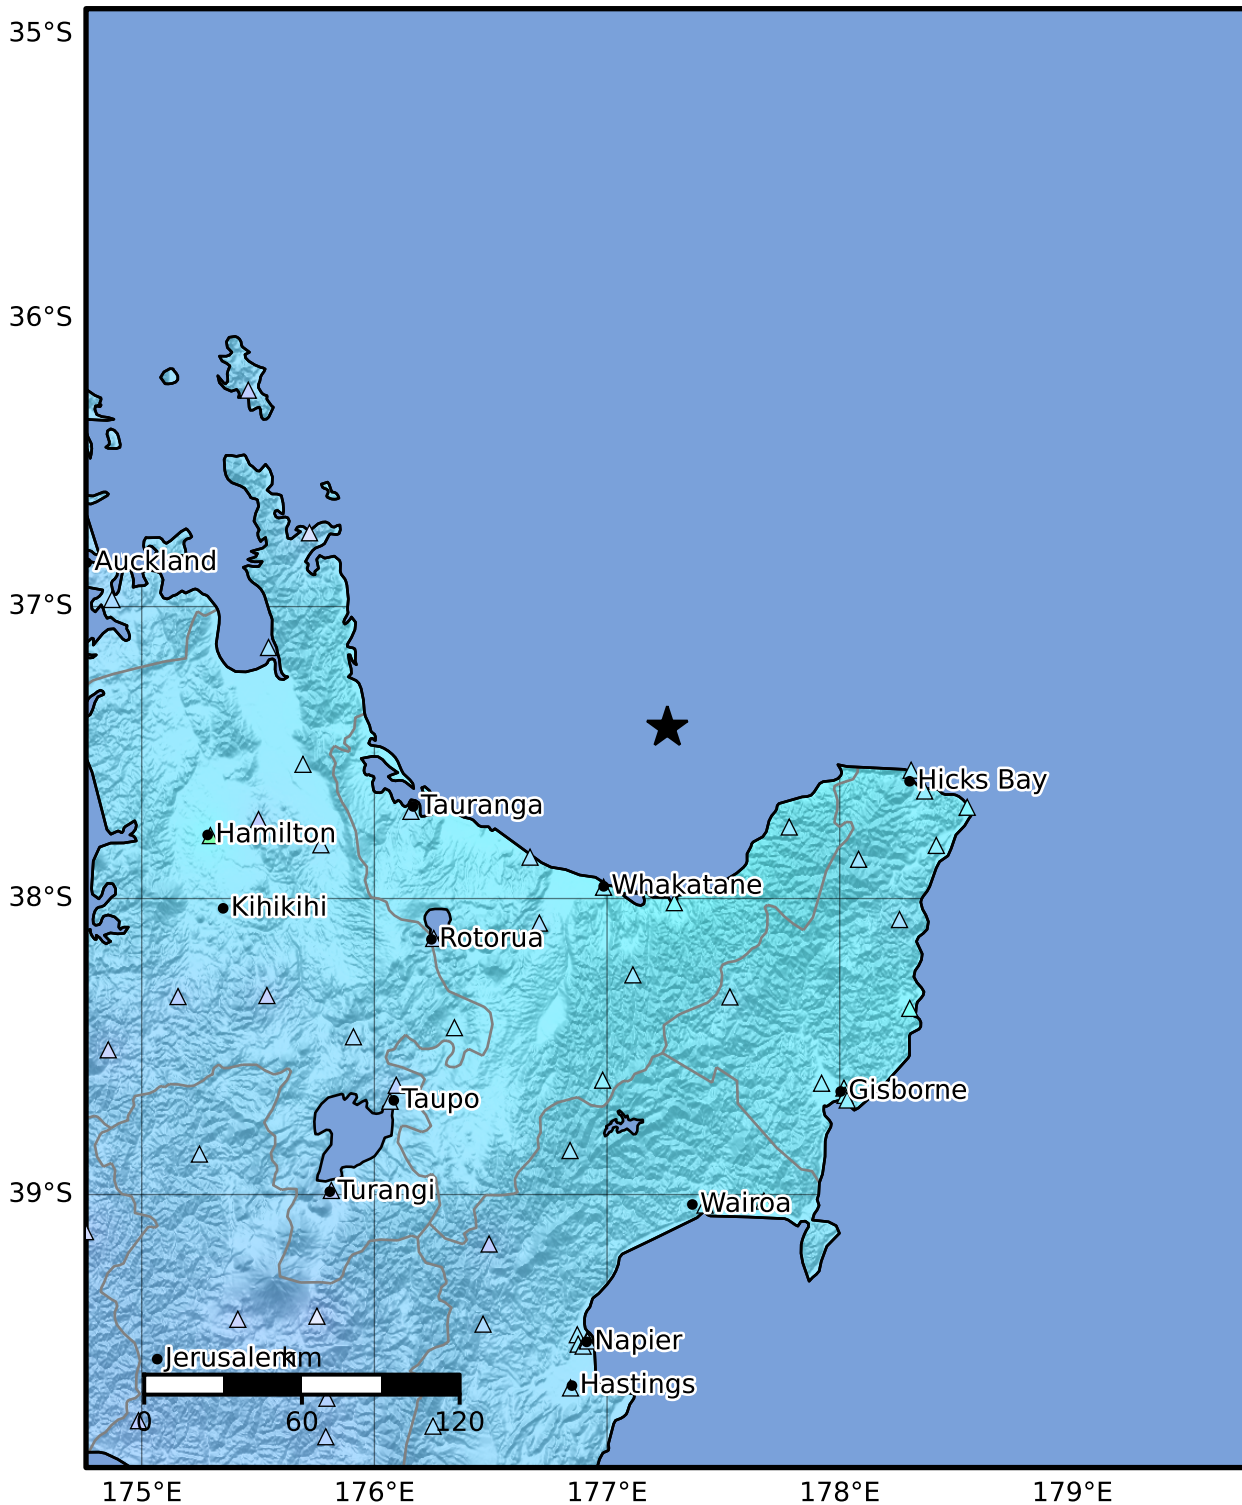 35°S
36°S
Auckland
37°S
Hicks Bay
Tauranga
Hamilton
Whakatane
38°S
Kihikihi
Rotorua
Gisborne
Taupo
Turangi
39°S
Wairoa
Napier
Jerusalem
km
Hastings
0
60
120
175°E
176°E
177°E
178°E
179°E